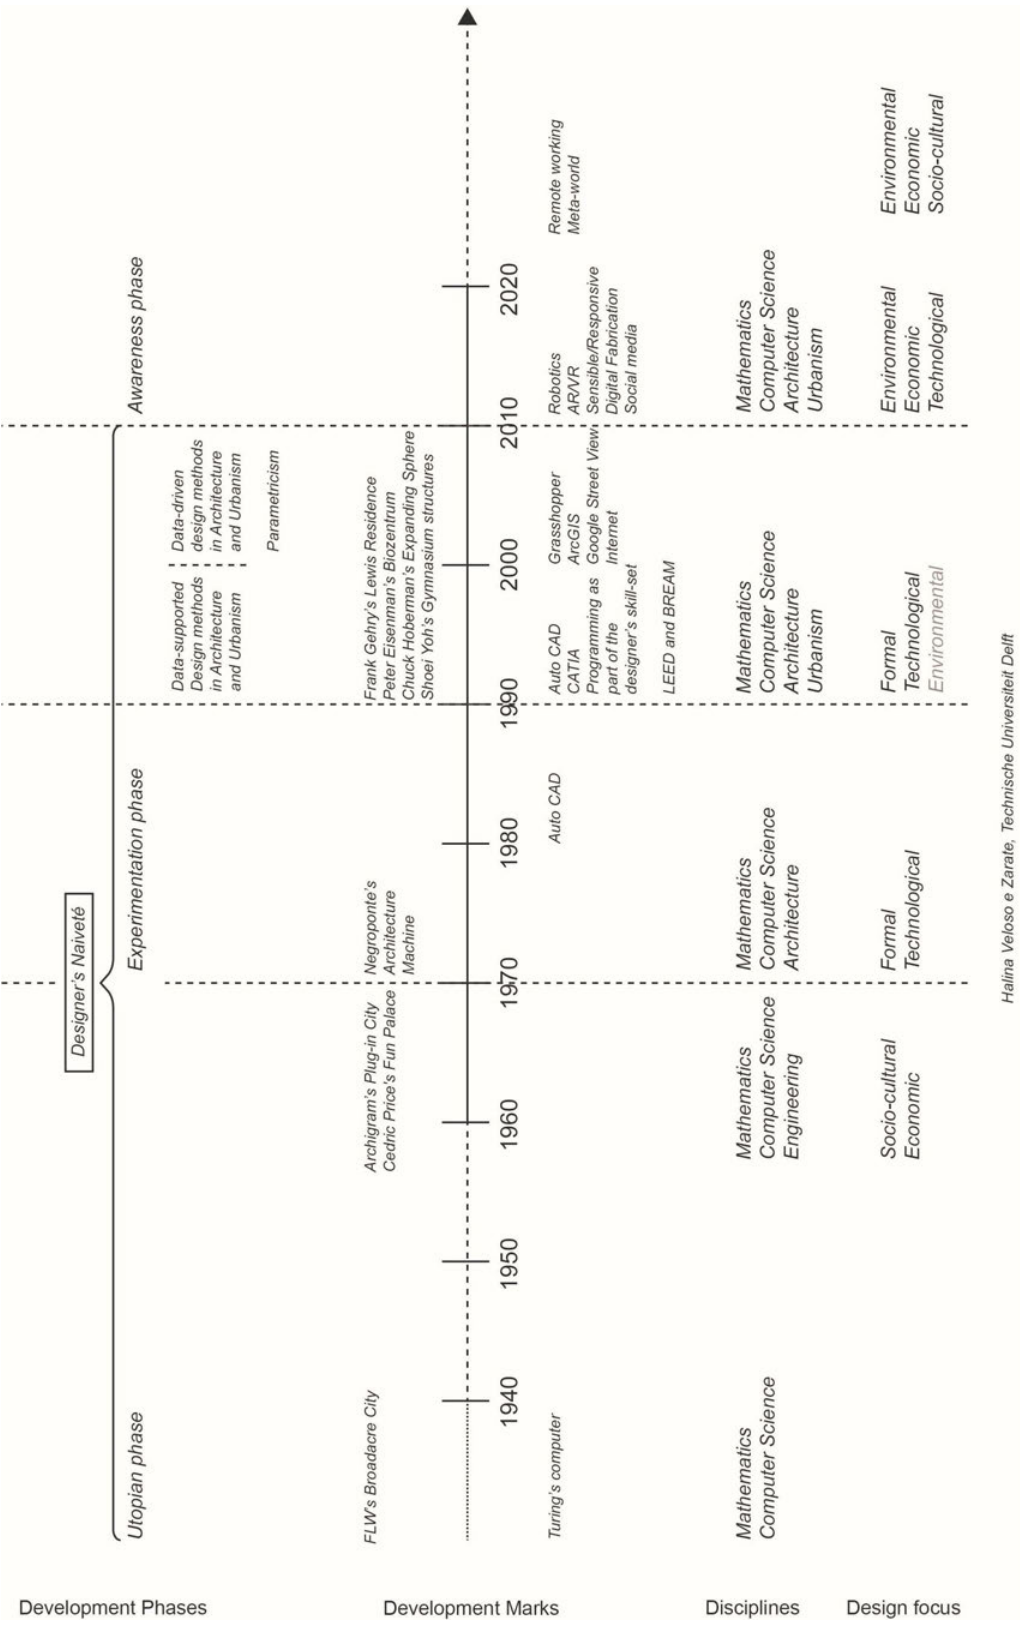 Designer's Naiveté
Utopian phase
Experimentation phase
Awareness phase
Data-supported
Design methods
in Architecture
and Urbanism
Data-driven
design methods
in Architecture
and Urbanism
Parametricism
FLW's Broadacre City
Archigram's Plug-in City
Cedric Price's Fun Palace
Negroponte's
Architecture
Machine
Frank Gehry's Lewis Residence
Peter Eisenman's Biozentrum
Chuck Hoberman's Expanding Sphere
Shoei Yoh's Gymnasium structures
1940
1950
1960
1970
1980
1990
2000
2010
2020
Turing's computer
Auto CAD
Auto CAD
CATIA
Programming as
part of the
designer's skill-set
LEED and BREAM
Grasshopper
ArcGIS
Google Street View
Internet
Robotics
AR/VR
Sensible/Responsive
Digital Fabrication
Social media
Remote working
Meta-world
Mathematics
Computer Science
Mathematics
Computer Science
Engineering
Mathematics
Computer Science
Architecture
Mathematics
Computer Science
Architecture
Urbanism
Mathematics
Computer Science
Architecture
Urbanism
Socio-cultural
Economic
Formal
Technological
Formal
Technological
Environmental
Environmental
Economic
Technological
Environmental
Economic
Socio-cultural
Halina Veloso e Zarate, Technische Universiteit Delft
Development Phases
Development Marks
Disciplines
Design focus